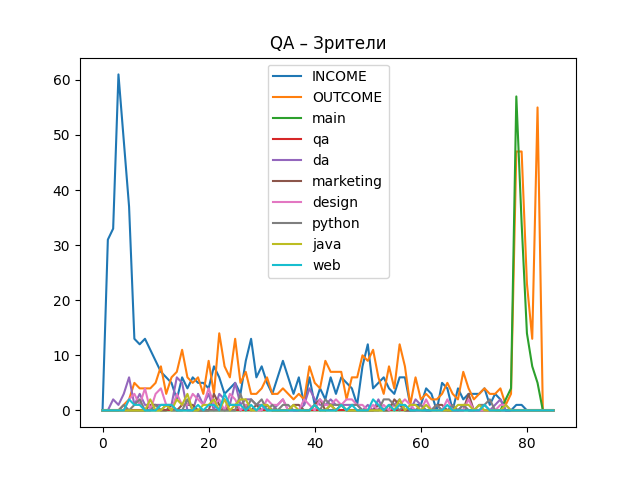 QA – Зрители
60
50
40
30
20
10
0
INCOME
OUTCOME
main
qa
da
marketing
design
python
java
web
0 20 40 60 80